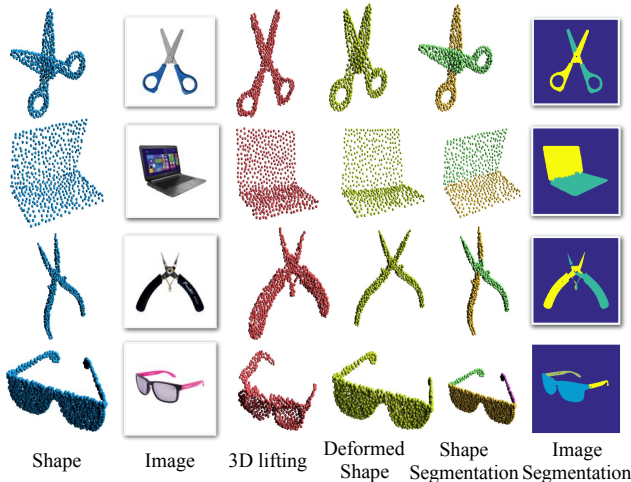 Shape
Image
3D lifting
Deformed
Shape
Shape
Segmentation
Image
Segmentation